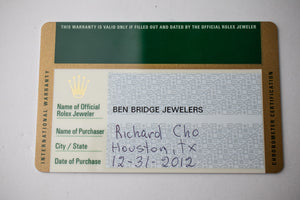 THIS WARRANTY IS VALID ONLY IF FILLED OUT AND DATED BY THE OFFICIAL ROLEX JEWELER
INTERNATIONAL WARRANTY
Name of Official
Rolex Jeweler
BEN BRIDGE JEWELERS
Name of Purchaser
Richard Cho
City / State
Houston, TX
Date of Purchase
12-31-2012
CHRONOMETER CERTIFICATION